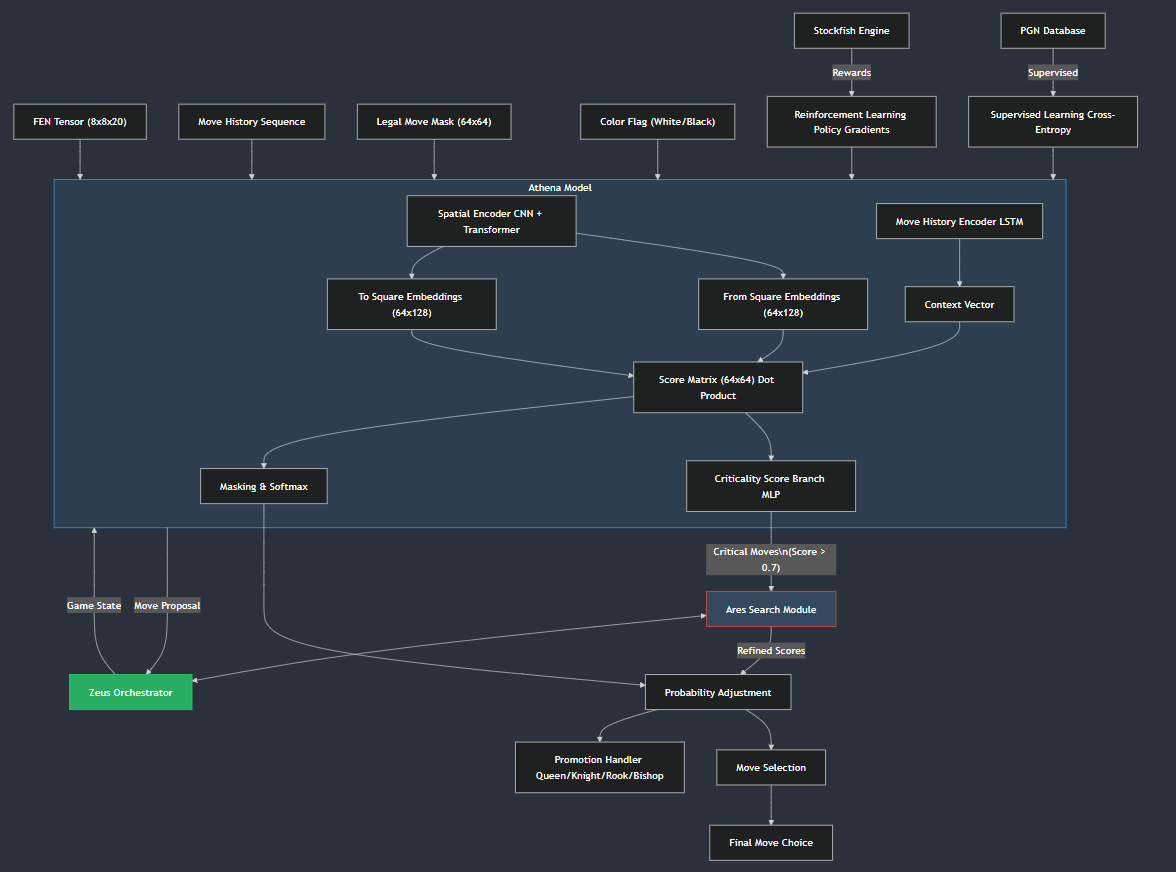 Stockfish Engine
PGN Database
Rewards
Supervised
FEN Tensor (8x8x20)
Move History Sequence
Legal Move Mask (64x64)
Color Flag (White/Black)
Reinforcement Learning
Policy Gradients
Supervised Learning Cross-
Entropy
Athena Model
Spatial Encoder CNN +
Transformer
Move History Encoder LSTM
To Square Embeddings
(64x128)
From Square Embeddings
(64x128)
Context Vector
Score Matrix (64x64) Dot
Product
Masking & Softmax
Criticality Score Branch
MLP
Critical Moves\n(Score >
0.7)
Game State
Move Proposal
Ares Search Module
Refined Scores
Zeus Orchestrator
Probability Adjustment
Promotion Handler
Queen/Knight/Rook/Bishop
Move Selection
Final Move Choice